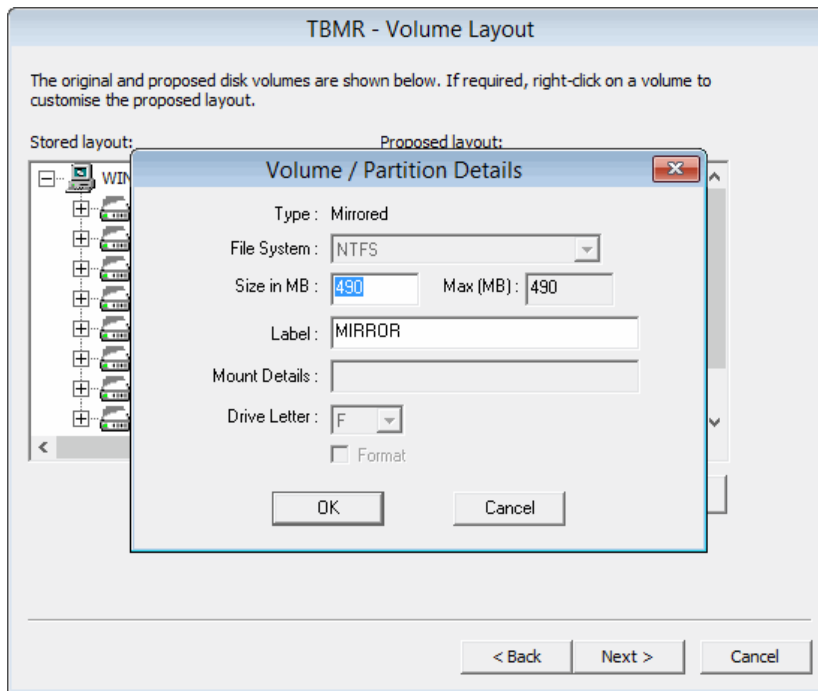 TBMR - Volume Layout
The original and proposed disk volumes are shown below. If required, right-click on a volume to
customise the proposed layout.
Stored layout: Proposed layout:
Volume / Partition Details
Type : Mirrored
File System : NTFS
Size in MB : 490 Max (MB) : 490
Label : MIRROR
Mount Details :
Drive Letter : F
Format
OK Cancel
< Back Next > Cancel